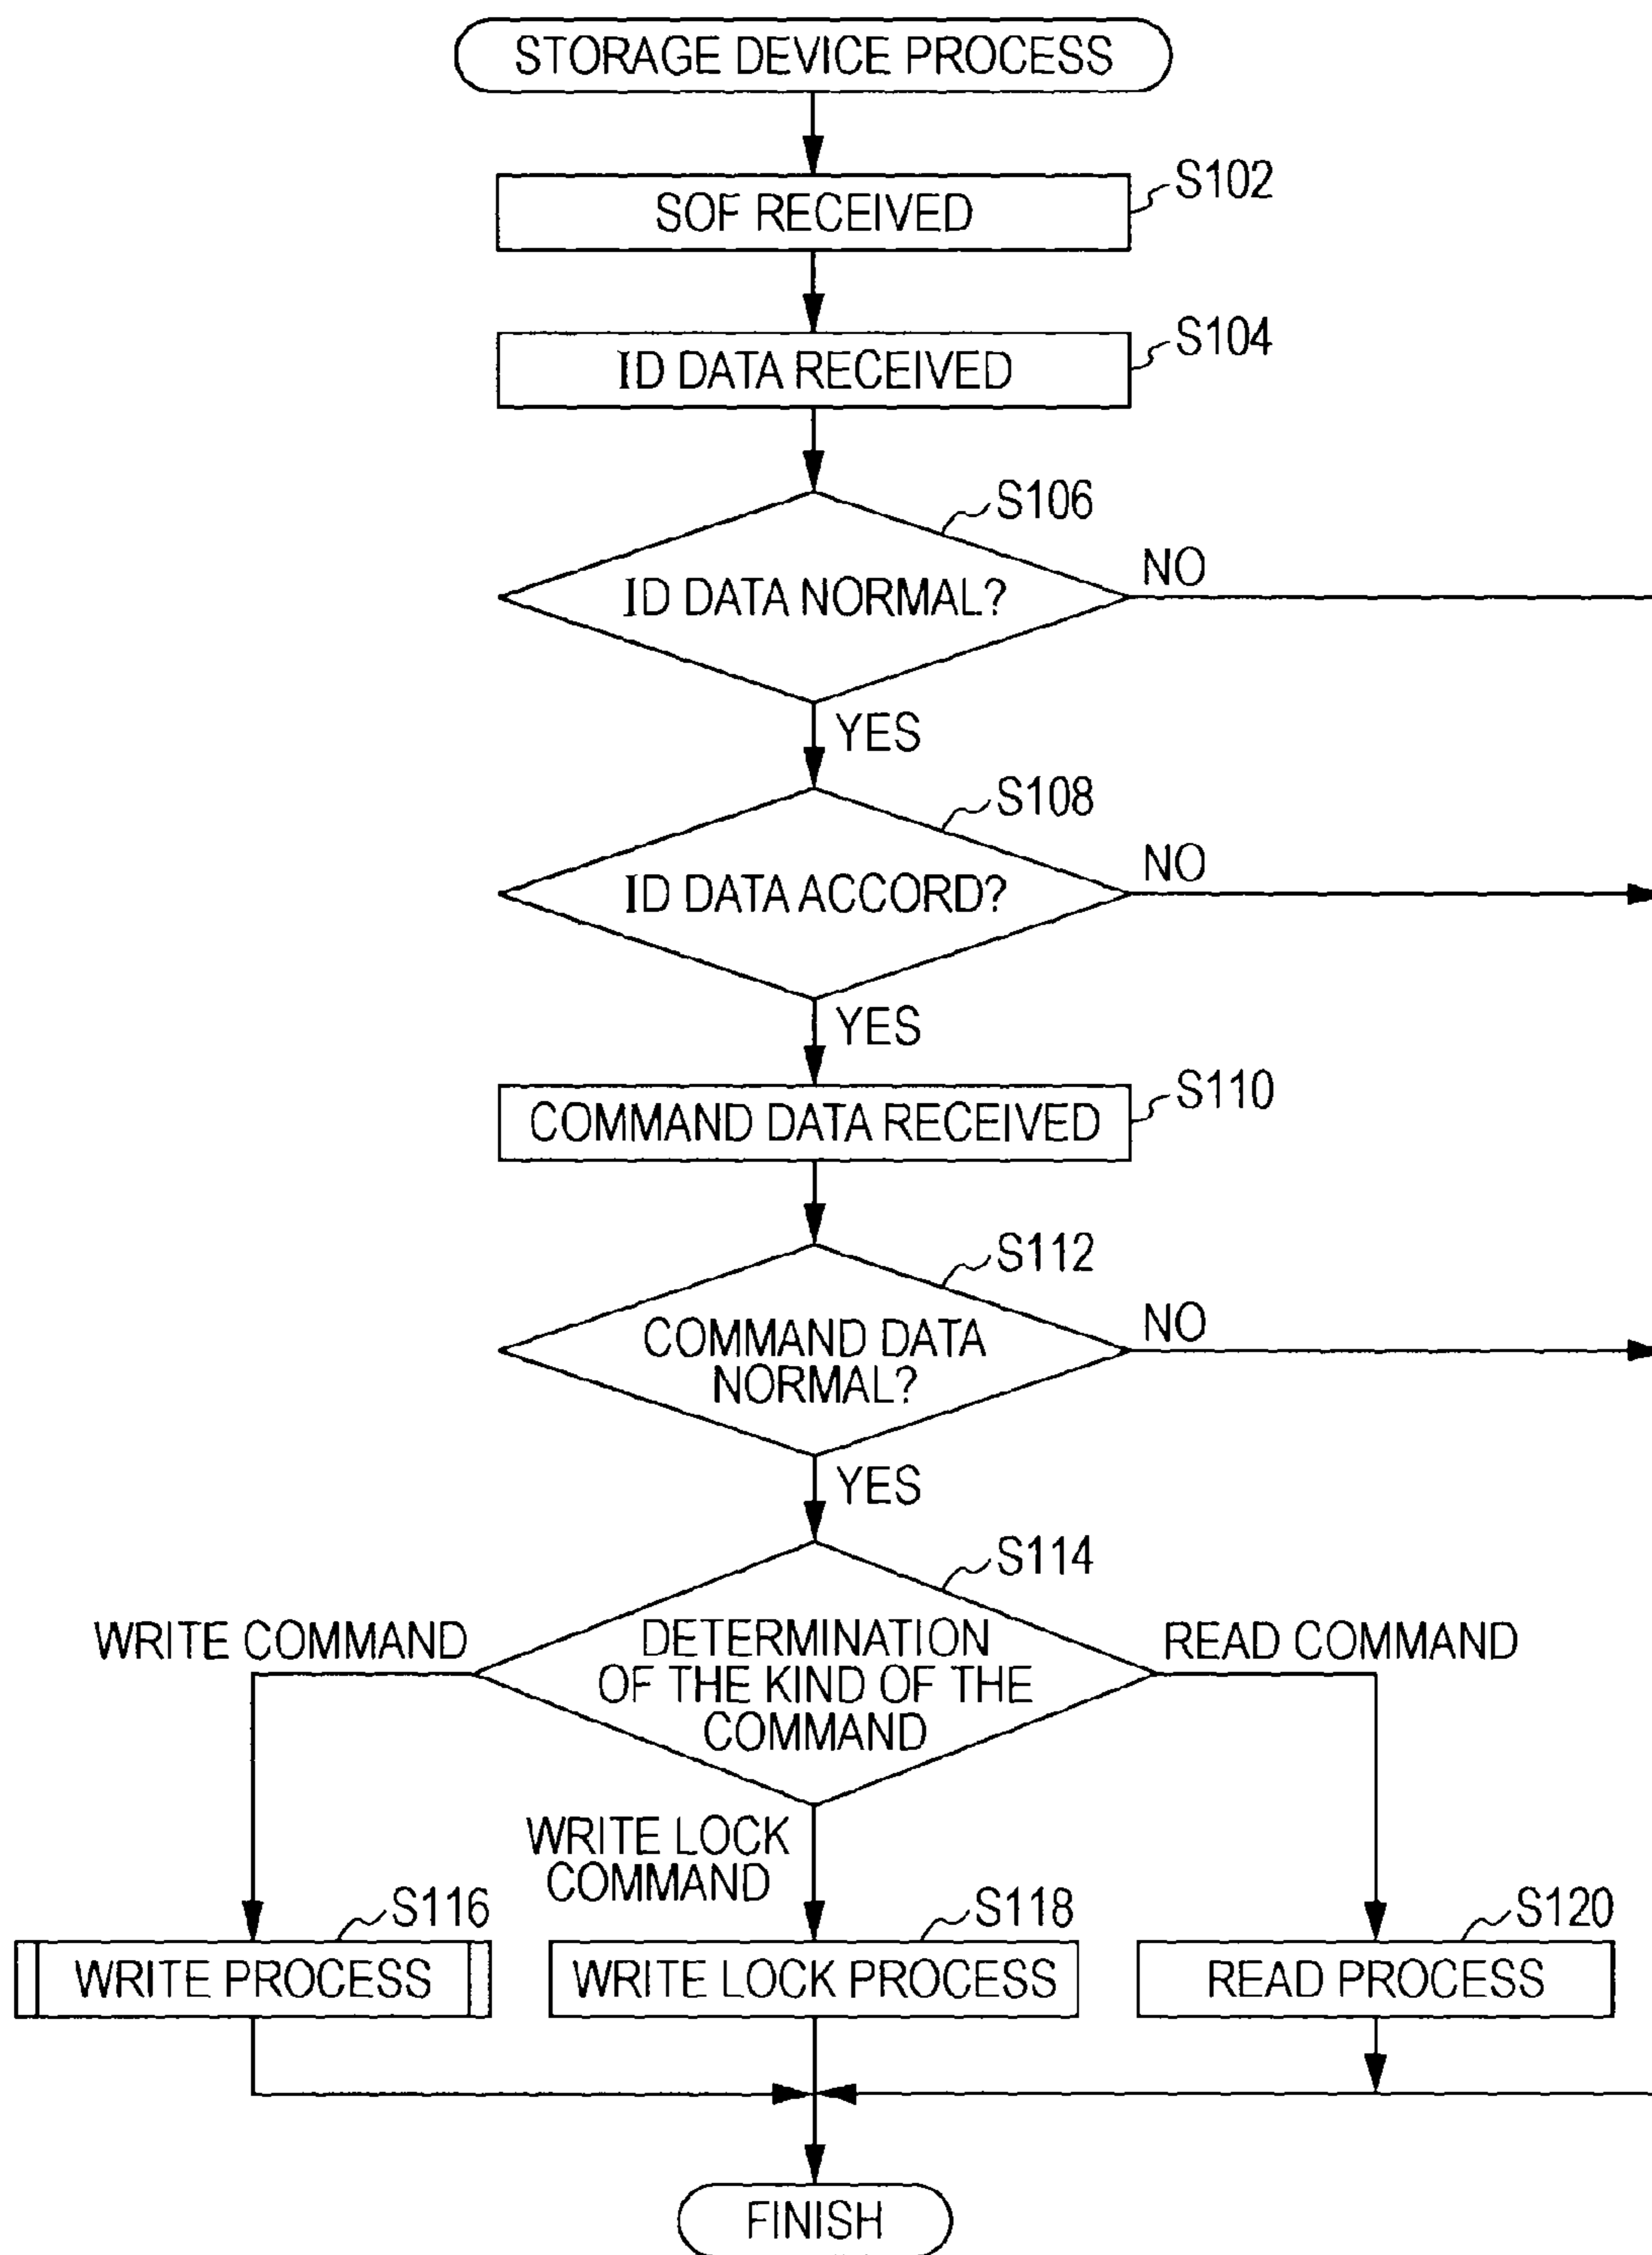 STORAGE DEVICE PROCESS
SOF RECEIVED
S102
ID DATA RECEIVED
S104
S106
ID DATA NORMAL?
NO
YES
S108
ID DATA ACCORD?
NO
YES
COMMAND DATA RECEIVED
S110
S112
COMMAND DATA
NORMAL?
NO
YES
S114
DETERMINATION
OF THE KIND OF THE
COMMAND
WRITE COMMAND
READ COMMAND
WRITE LOCK
COMMAND
S116
WRITE PROCESS
S118
WRITE LOCK PROCESS
S120
READ PROCESS
FINISH